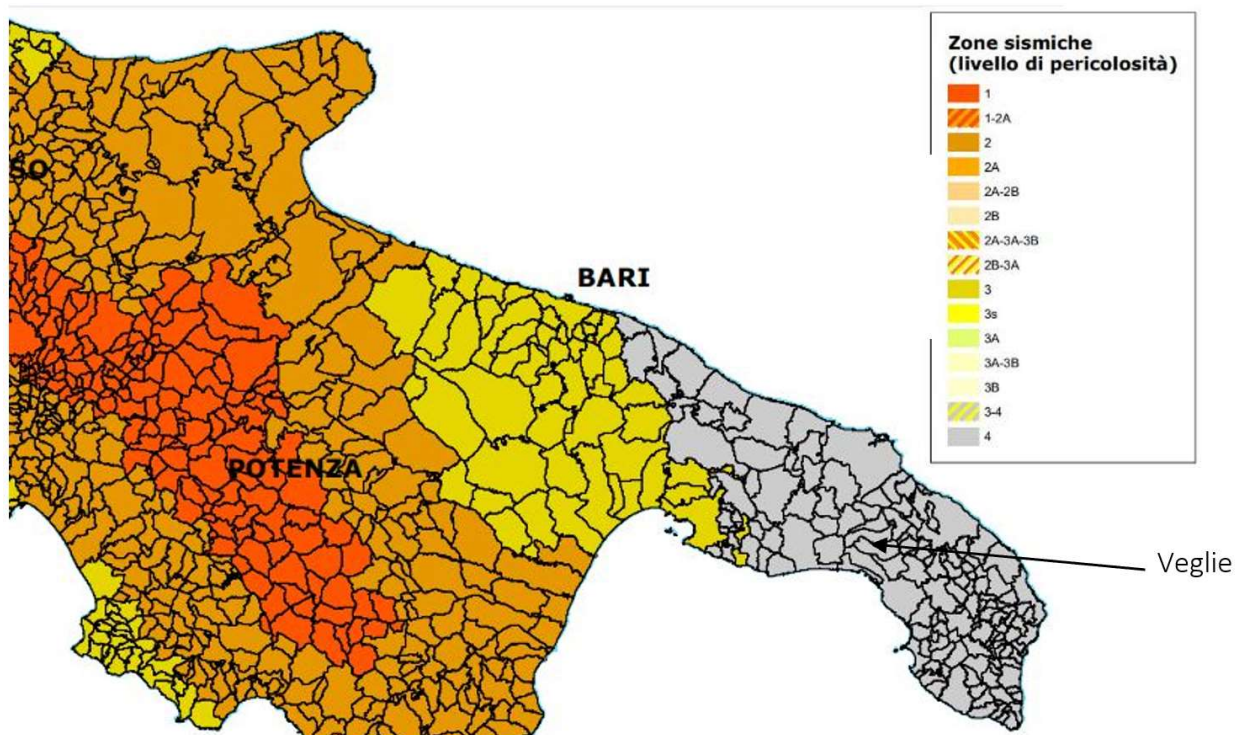 Zone sismiche
(livello di pericolosità)
1
1-2A
2
2A
2A-2B
2B
2A-3A-3B
2B-3A
3
3s
3A
3A-3B
3B
3-4
4
SO
BARI
POTENZA
Veglie